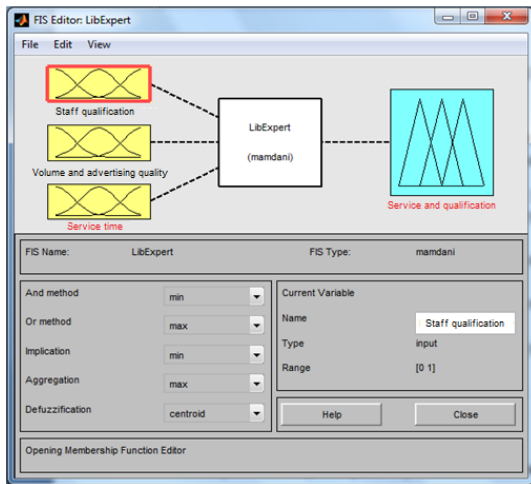 FIS Editor: LibExpert
File Edit View
Staff qualification
Volume and advertising quality
Service time
LibExpert
(mamdani)
Service and qualification
FIS Name: LibExpert FIS Type: mamdani
And method min
Or method max
Implication min
Aggregation max
Defuzzification centroid
Current Variable
Name Staff qualification
Type input
Range [0 1]
Help Close
Opening Membership Function Editor